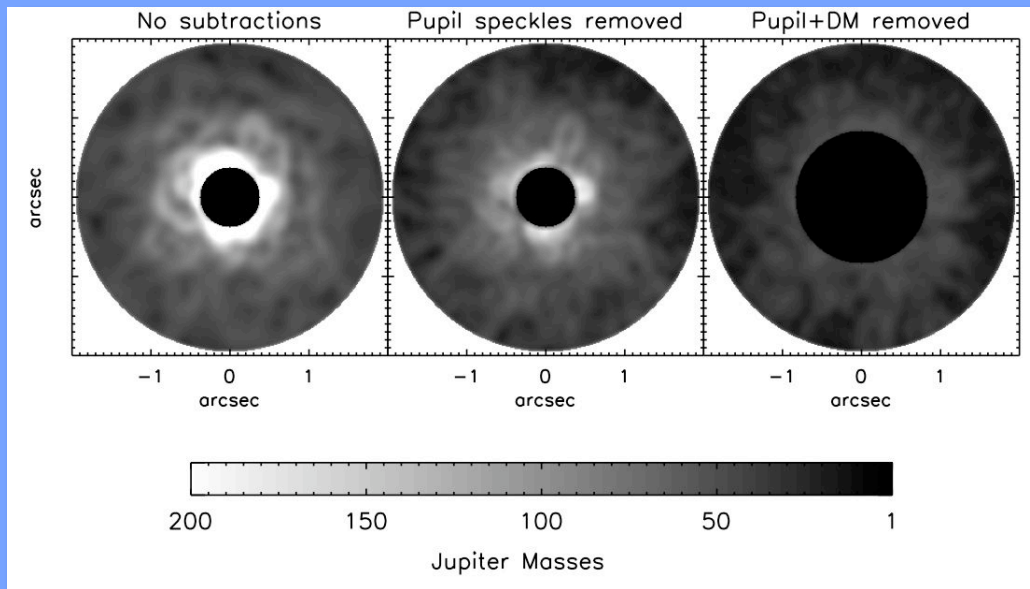 No subtractions
Pupil speckles removed
Pupil+DM removed
arcsec
−1 0 1
−1 0 1
−1 0 1
arcsec
arcsec
arcsec
200 150 100 50 1
Jupiter Masses